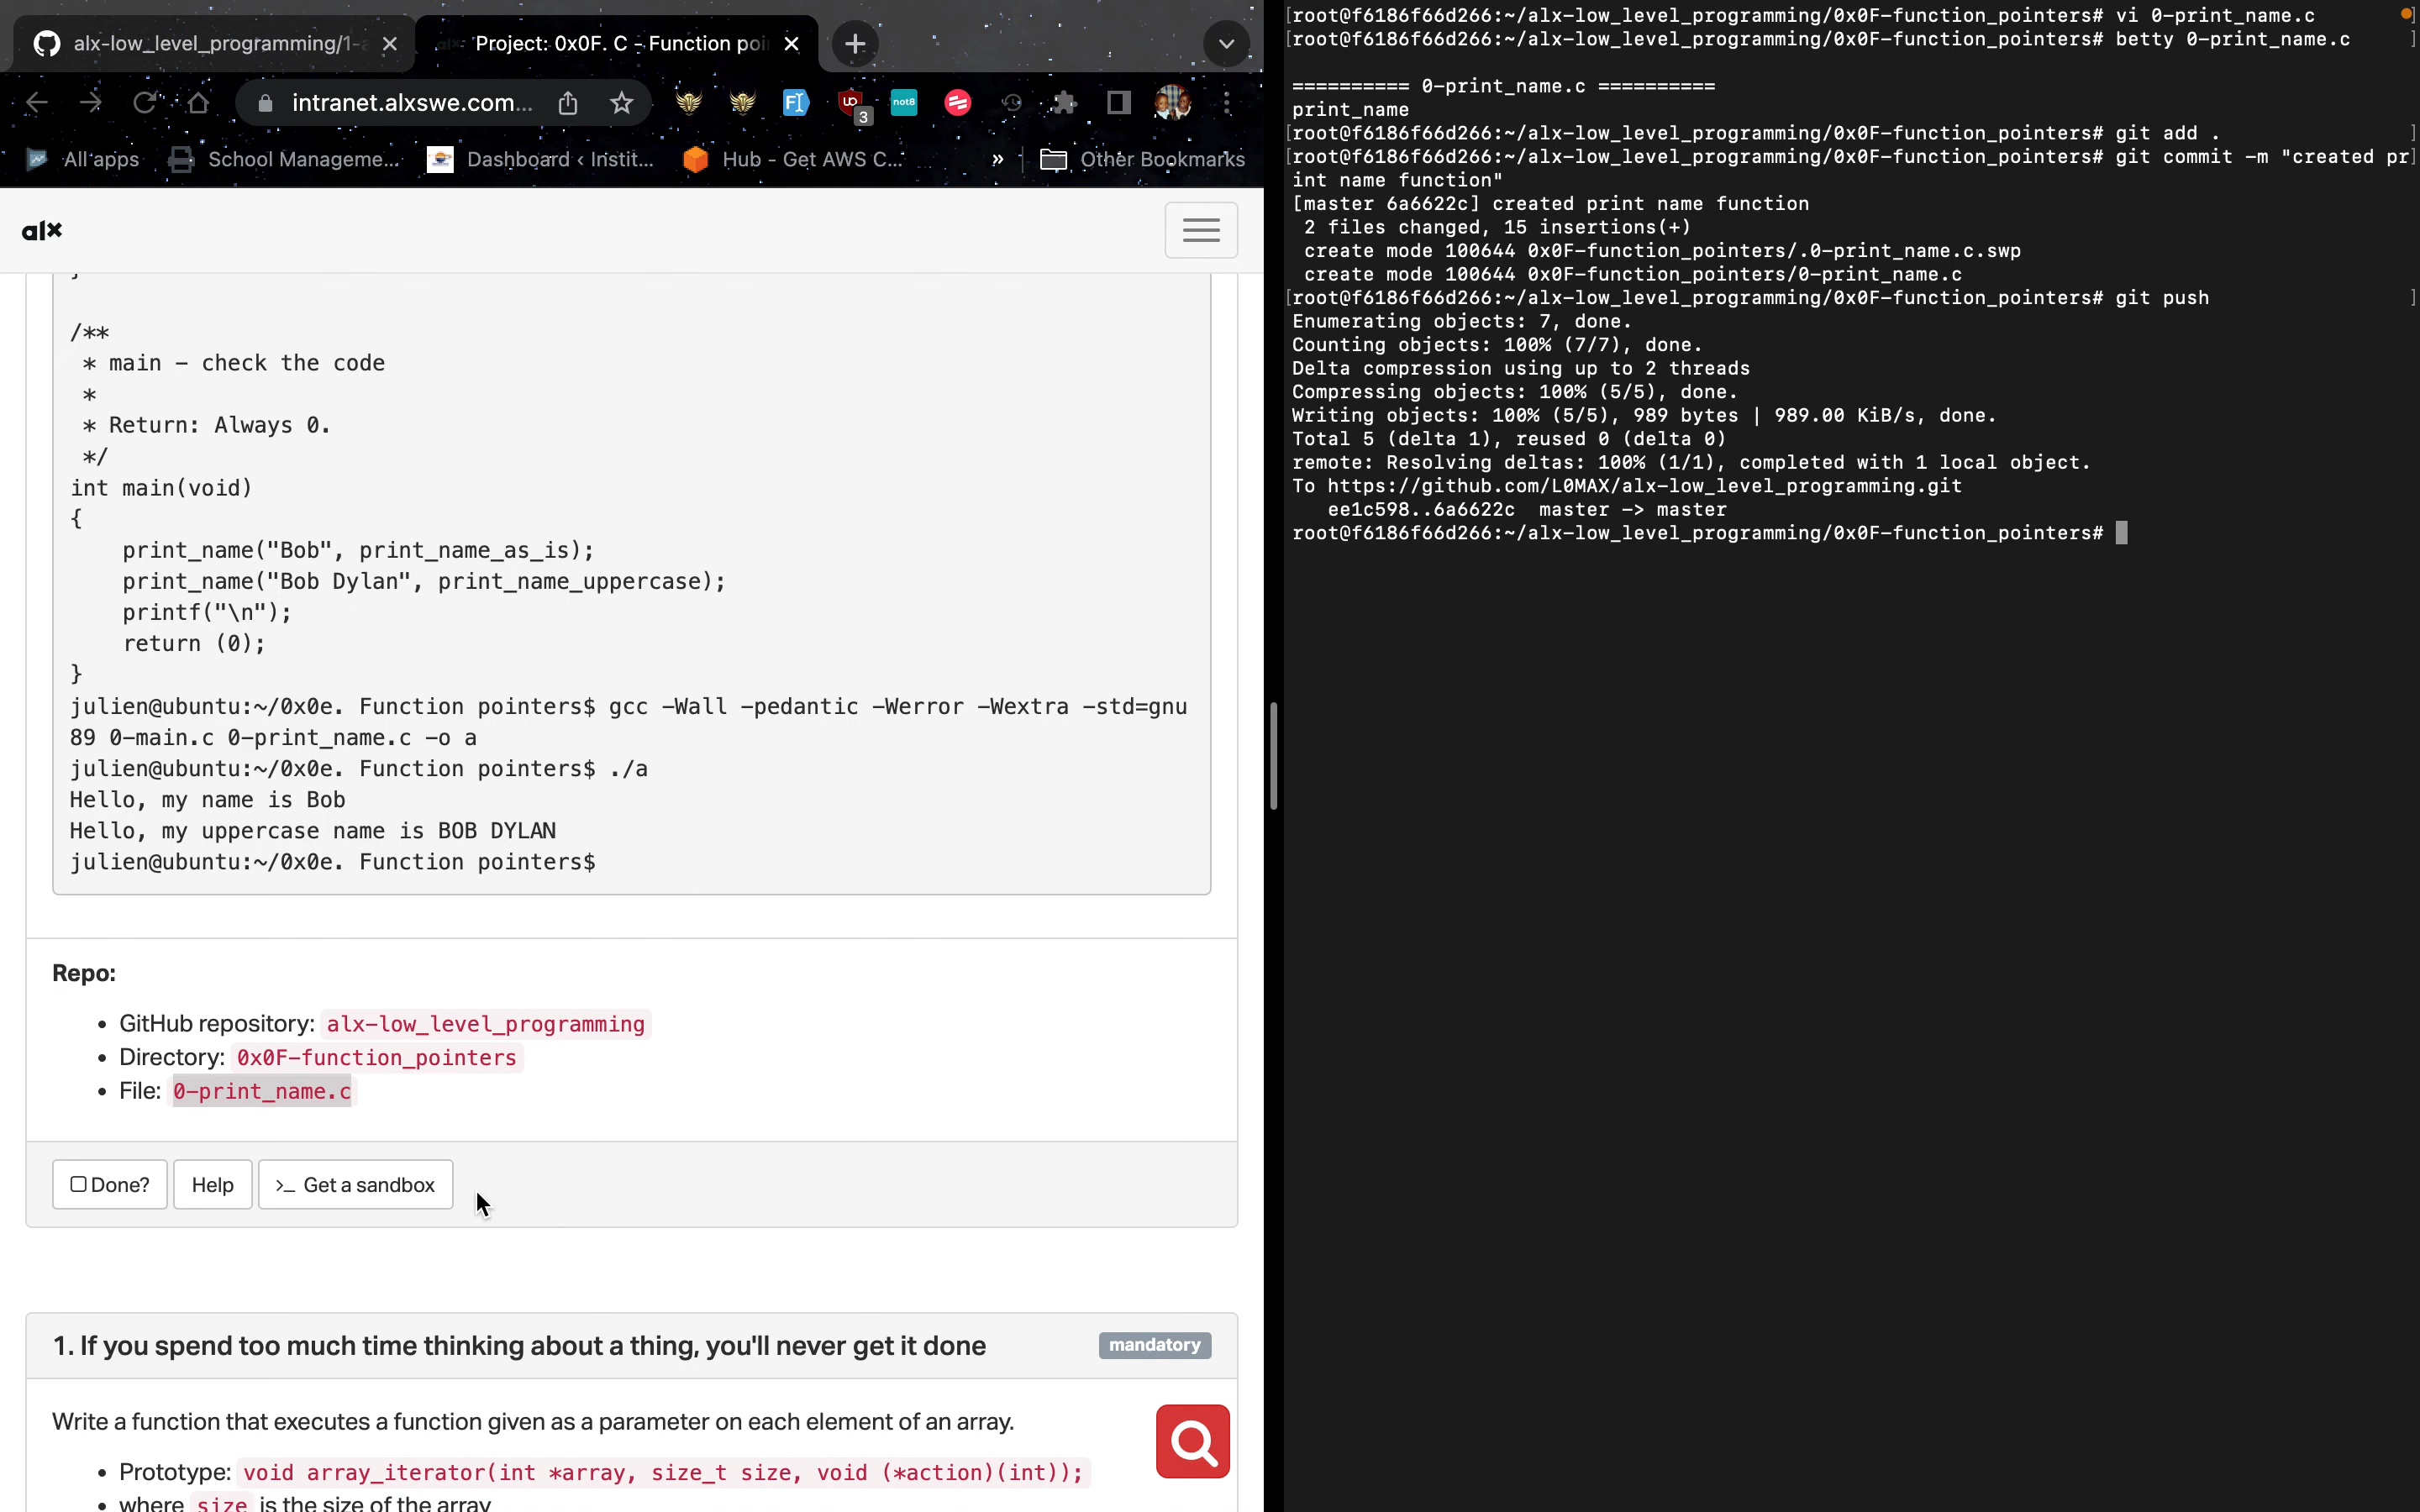 alx-low_level_programming/1-a
Project: 0x0F. C - Function poi
intranet.alxswe.com...
3
not8
All apps
School Manageme...
Dashboard ‹ Instit...
Hub - Get AWS C...
»
Other Bookmarks
alx
}
/**
 * main - check the code
 *
 * Return: Always 0.
 */
int main(void)
{
    print_name("Bob", print_name_as_is);
    print_name("Bob Dylan", print_name_uppercase);
    printf("\n");
    return (0);
}
julien@ubuntu:~/0x0e. Function pointers$ gcc -Wall -pedantic -Werror -Wextra -std=gnu
89 0-main.c 0-print_name.c -o a
julien@ubuntu:~/0x0e. Function pointers$ ./a
Hello, my name is Bob
Hello, my uppercase name is BOB DYLAN
julien@ubuntu:~/0x0e. Function pointers$
Repo:
• GitHub repository: alx-low_level_programming
• Directory: 0x0F-function_pointers
• File: 0-print_name.c
Done?
Help
>_ Get a sandbox
1. If you spend too much time thinking about a thing, you'll never get it done
mandatory
Write a function that executes a function given as a parameter on each element of an array.
• Prototype: void array_iterator(int *array, size_t size, void (*action)(int));
• where size is the size of the array
[root@f6186f66d266:~/alx-low_level_programming/0x0F-function_pointers# vi 0-print_name.c ]
[root@f6186f66d266:~/alx-low_level_programming/0x0F-function_pointers# betty 0-print_name.c ]
========== 0-print_name.c ==========
print_name
[root@f6186f66d266:~/alx-low_level_programming/0x0F-function_pointers# git add . ]
[root@f6186f66d266:~/alx-low_level_programming/0x0F-function_pointers# git commit -m "created pr]
int name function"
[master 6a6622c] created print name function
 2 files changed, 15 insertions(+)
 create mode 100644 0x0F-function_pointers/.0-print_name.c.swp
 create mode 100644 0x0F-function_pointers/0-print_name.c
[root@f6186f66d266:~/alx-low_level_programming/0x0F-function_pointers# git push ]
Enumerating objects: 7, done.
Counting objects: 100% (7/7), done.
Delta compression using up to 2 threads
Compressing objects: 100% (5/5), done.
Writing objects: 100% (5/5), 989 bytes | 989.00 KiB/s, done.
Total 5 (delta 1), reused 0 (delta 0)
remote: Resolving deltas: 100% (1/1), completed with 1 local object.
To https://github.com/L0MAX/alx-low_level_programming.git
   ee1c598..6a6622c  master -> master
root@f6186f66d266:~/alx-low_level_programming/0x0F-function_pointers#